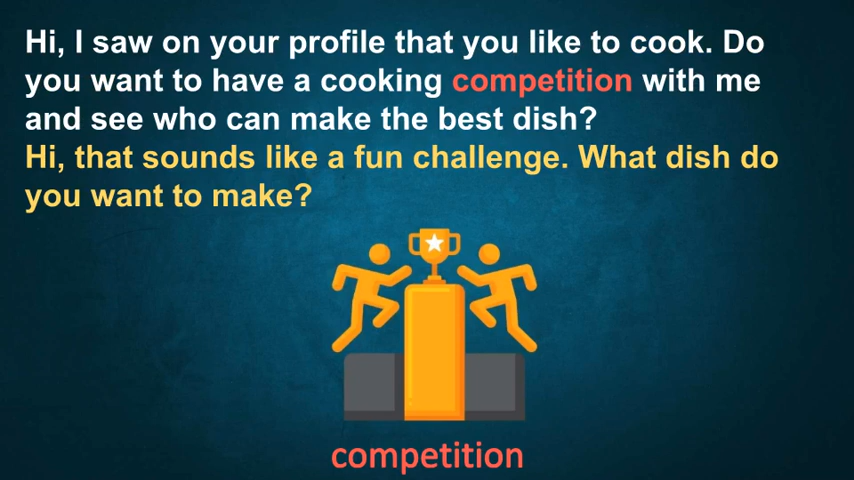 Hi, I saw on your profile that you like to cook. Do
you want to have a cooking competition with me
and see who can make the best dish?
Hi, that sounds like a fun challenge. What dish do
you want to make?
competition